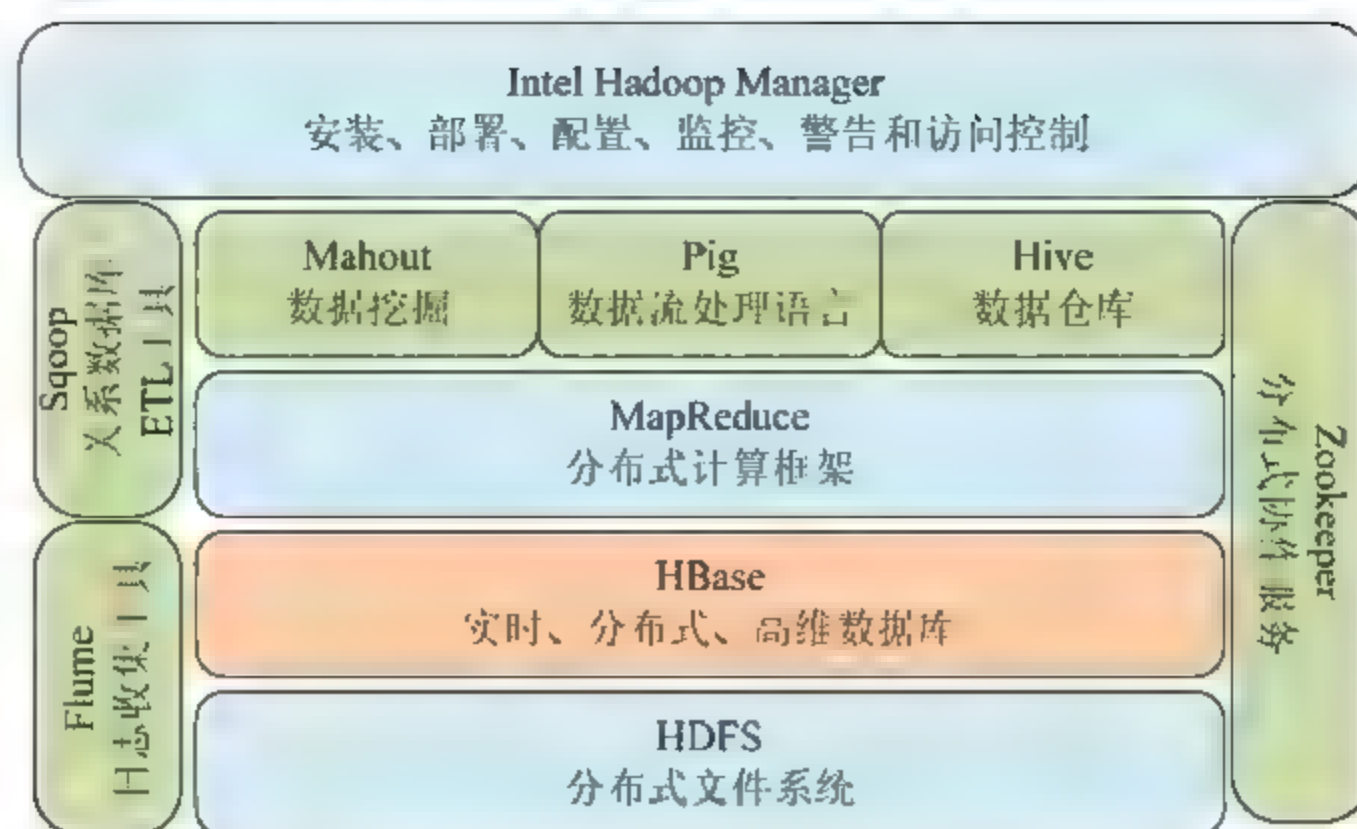 Intel Hadoop Manager
安装、部署、配置、监控、警告和访问控制
Sqoop
关系数据库
ETL工具
Mahout
数据挖掘
Pig
数据流处理语言
Hive
数据仓库
MapReduce
分布式计算框架
Flume
日志收集工具
HBase
实时、分布式、高维数据库
HDFS
分布式文件系统
Zookeeper
分布式协作服务